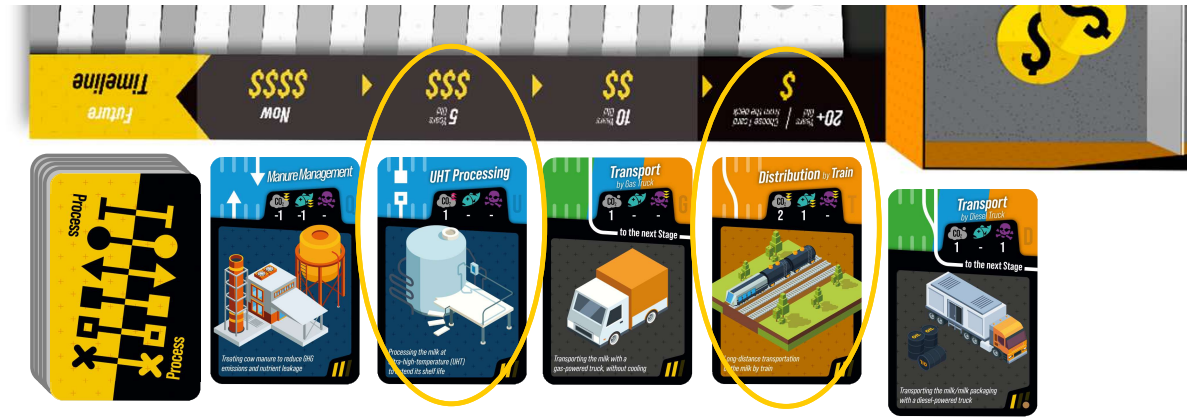 Future
Timeline
$$$$
Now
$$$
5 Years Old
$$
10 Years Old
$
20+ Years Old / Choose 1 card from the deck
$
$
Process
Process
Manure Management
CO₂
-1 -1 -
Treating cow manure to reduce GHG
emissions and nutrient leakage
UHT Processing
CO₂
1 - -
U
Processing the milk at
ultra-high-temperature (UHT)
to extend its shelf life
Transport
by Gas Truck
CO₂
1 - -
G
to the next Stage
Transporting the milk with a
gas-powered truck, without cooling
Distribution by Train
CO₂
2 1 -
T
Long-distance transportation
of the milk by train
Transport
by Diesel Truck
CO₂
1 - 1
D
to the next Stage
Transporting the milk/milk packaging
with a diesel-powered truck